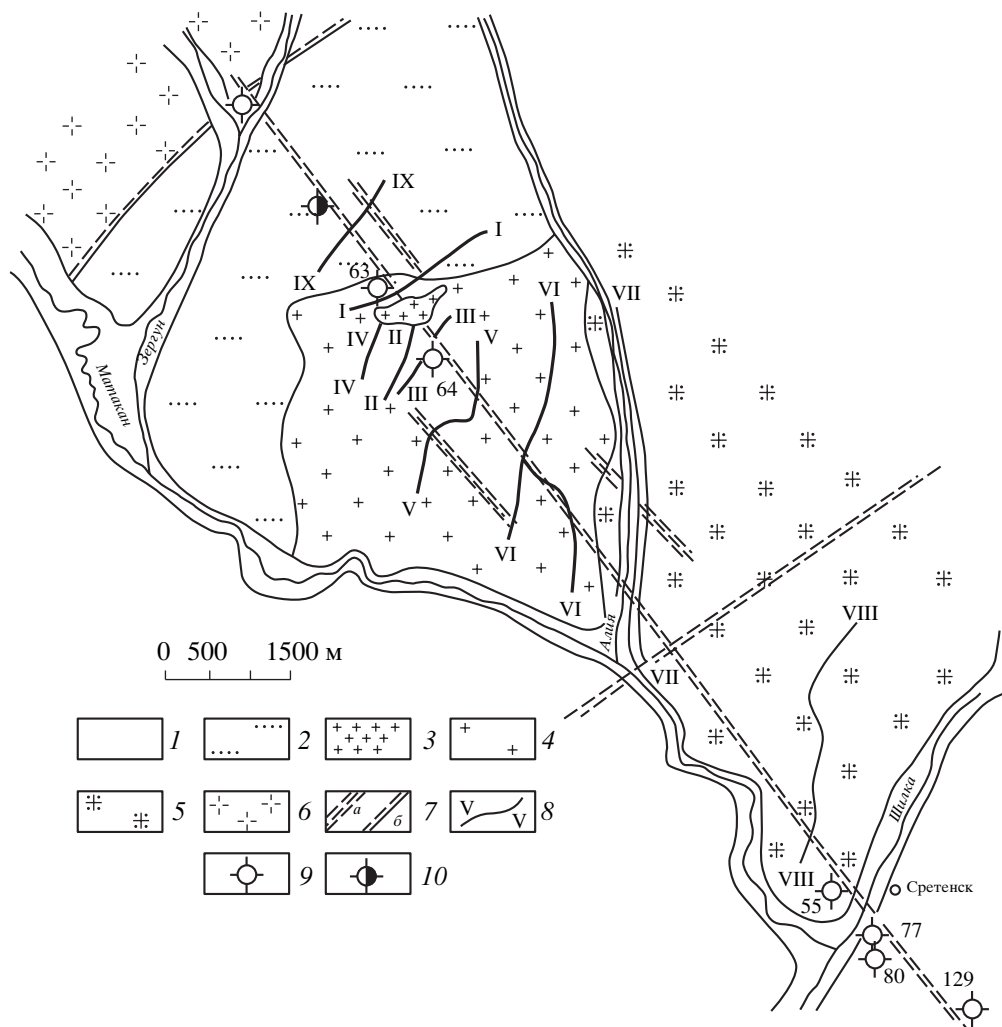 IX
I
63
IX
VI
VII
I
III
V
IV
II
Зергун
Матакан
IV
64
II
III
V
VI
VI
Алия
VIII
VII
0 500 1500 м
1
2
3
4
5
6
а
б
7
V
V
8
9
10
Шилка
VIII
55
Сретенск
77
80
129